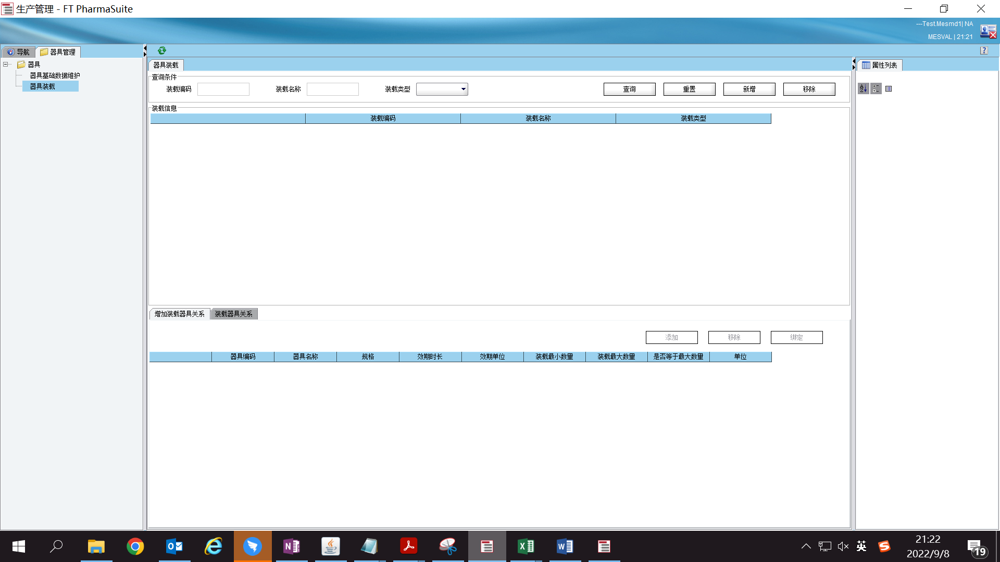 生产管理 - FT PharmaSuite
---Test.Mesmd1| NA
MESVAL | 21:21
导航 器具管理
器具
器具基础数据维护
器具装载
器具装载
查询条件
装载编码 装载名称 装载类型 查询 重置 新增 移除
装载信息
装载编码 装载名称 装载类型
增加装载器具关系 装载器具关系
添加 移除 绑定
器具编码 器具名称 规格 效期时长 效期单位 装载最小数量 装载最大数量 是否等于最大数量 单位
属性列表
英
21:22
2022/9/8
19